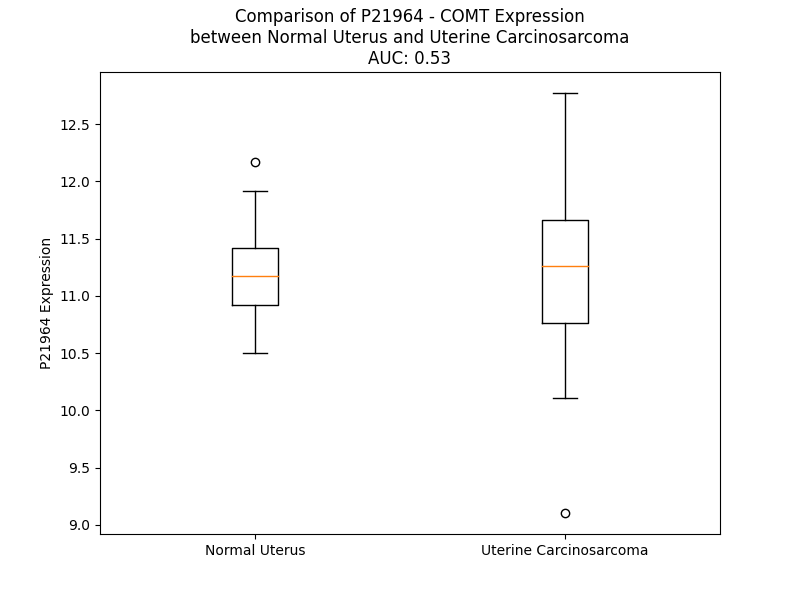 Comparison of P21964 - COMT Expression
between Normal Uterus and Uterine Carcinosarcoma
AUC: 0.53
12.5
12.0
11.5
11.0
10.5
10.0
9.5
9.0
P21964 Expression
Normal Uterus
Uterine Carcinosarcoma